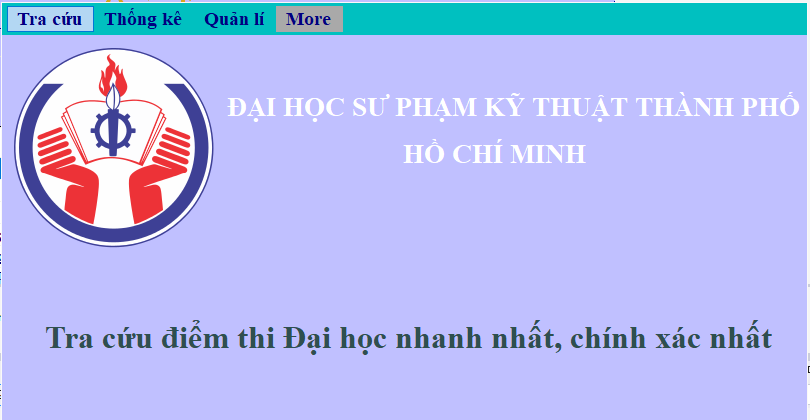 Tra cứu Thống kê Quản lí More
ĐẠI HỌC SƯ PHẠM KỸ THUẬT THÀNH PHỐ
HỒ CHÍ MINH
Tra cứu điểm thi Đại học nhanh nhất, chính xác nhất